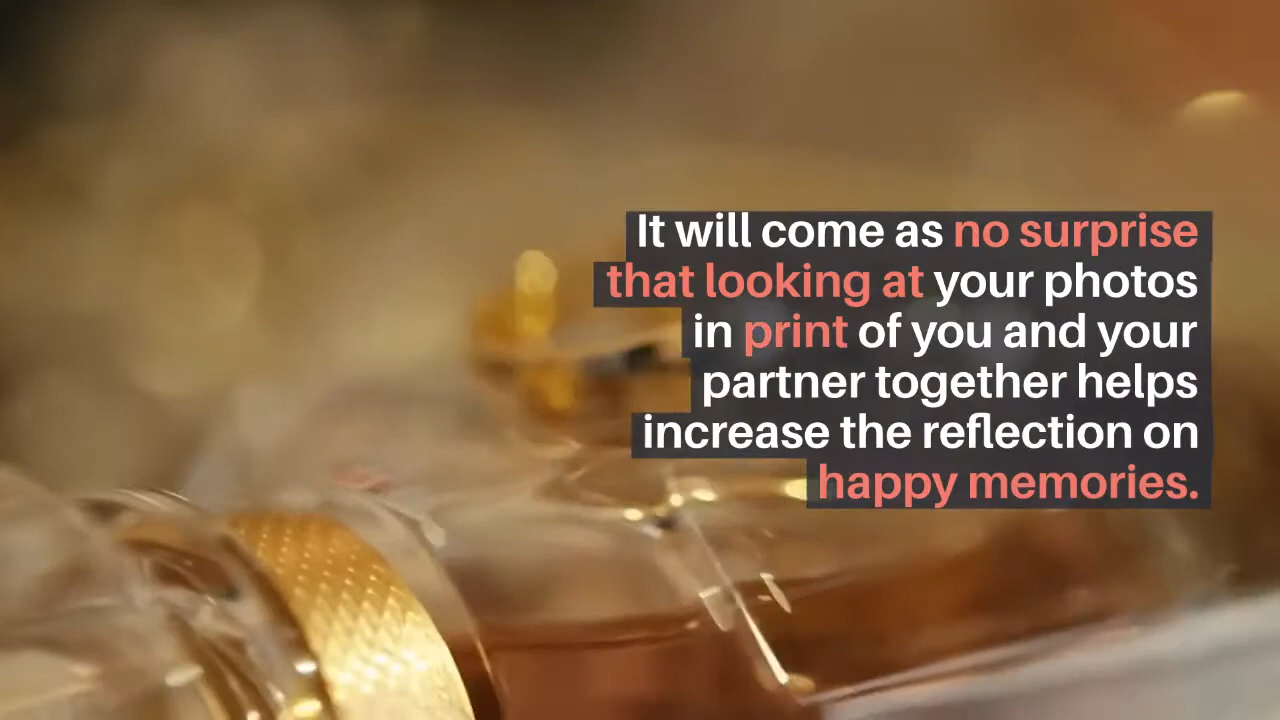 It will come as no surprise
that looking at your photos
in print of you and your
partner together helps
increase the reflection on
happy memories.